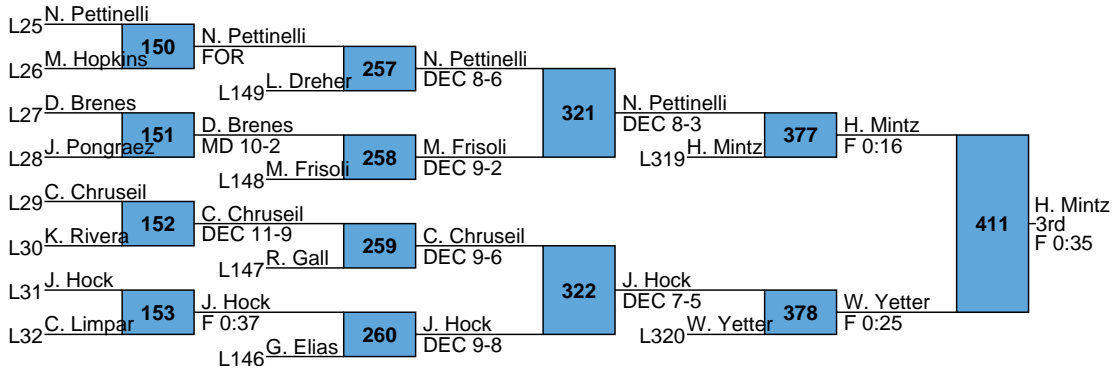 L25 N. Pettinelli
150
L26 M. Hopkins
N. Pettinelli
FOR
257
L149 L. Dreher
N. Pettinelli
DEC 8-6
L27 D. Brenes
151
L28 J. Pongraez
D. Brenes
MD 10-2
258
L148 M. Frisoli
M. Frisoli
DEC 9-2
321
N. Pettinelli
DEC 8-3
377
L319 H. Mintz
H. Mintz
F 0:16
L29 C. Chruseil
152
L30 K. Rivera
C. Chruseil
DEC 11-9
259
L147 R. Gall
C. Chruseil
DEC 9-6
L31 J. Hock
153
L32 C. Limpar
J. Hock
F 0:37
260
L146 G. Elias
J. Hock
DEC 9-8
322
J. Hock
DEC 7-5
378
L320 W. Yetter
W. Yetter
F 0:25
411
H. Mintz
3rd
F 0:35